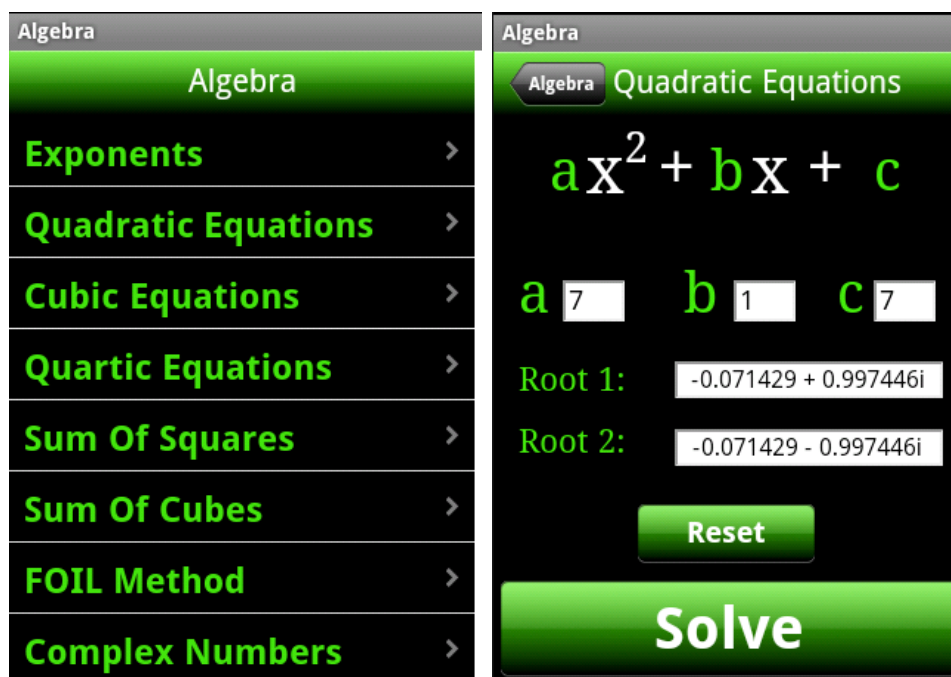 Algebra
Algebra
Exponents
Quadratic Equations
Cubic Equations
Quartic Equations
Sum Of Squares
Sum Of Cubes
FOIL Method
Complex Numbers
Algebra
Algebra Quadratic Equations
ax² + bx + c
a 7 b 1 c 7
Root 1: -0.071429 + 0.997446i
Root 2: -0.071429 - 0.997446i
Reset
Solve